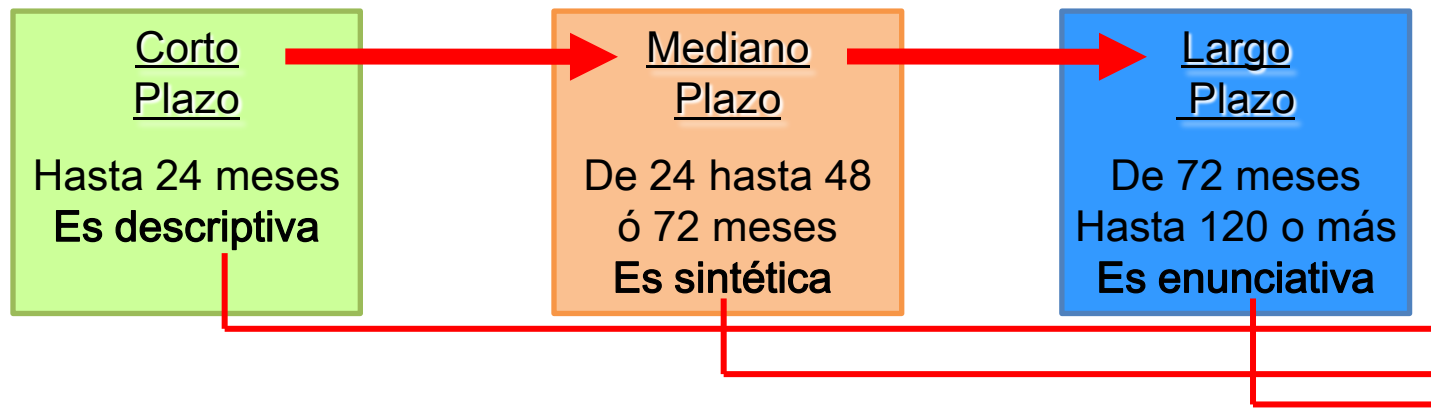 Corto
Plazo
Hasta 24 meses
Es descriptiva
Mediano
Plazo
De 24 hasta 48
ó 72 meses
Es sintética
Largo
Plazo
De 72 meses
Hasta 120 o más
Es enunciativa